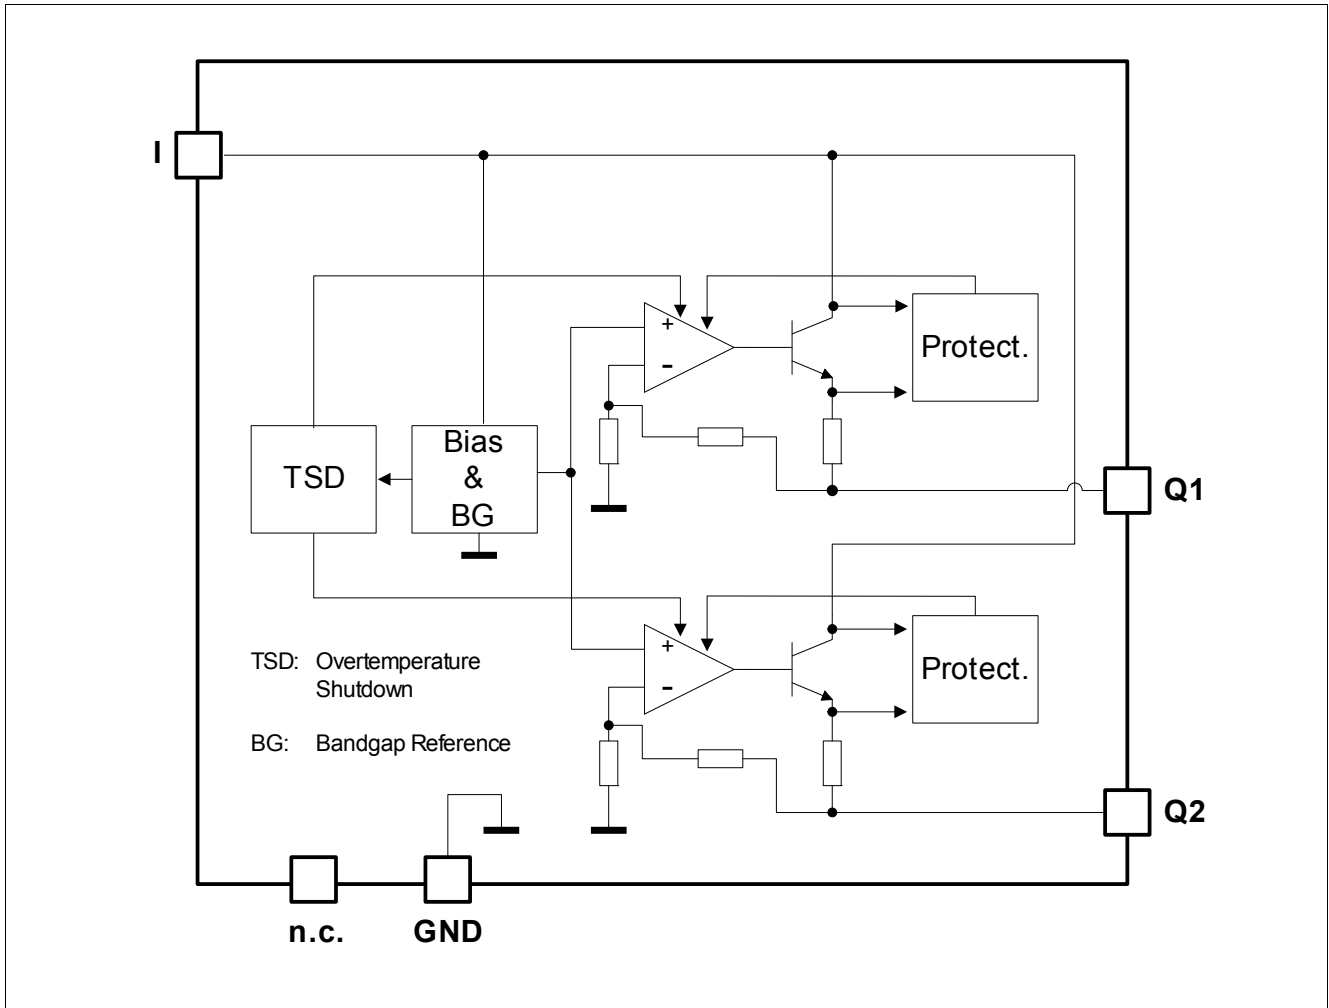 I
+
-
Protect.
TSD
Bias
&
BG
Q1
+
-
Protect.
TSD: Overtemperature
Shutdown
BG: Bandgap Reference
Q2
n.c.
GND